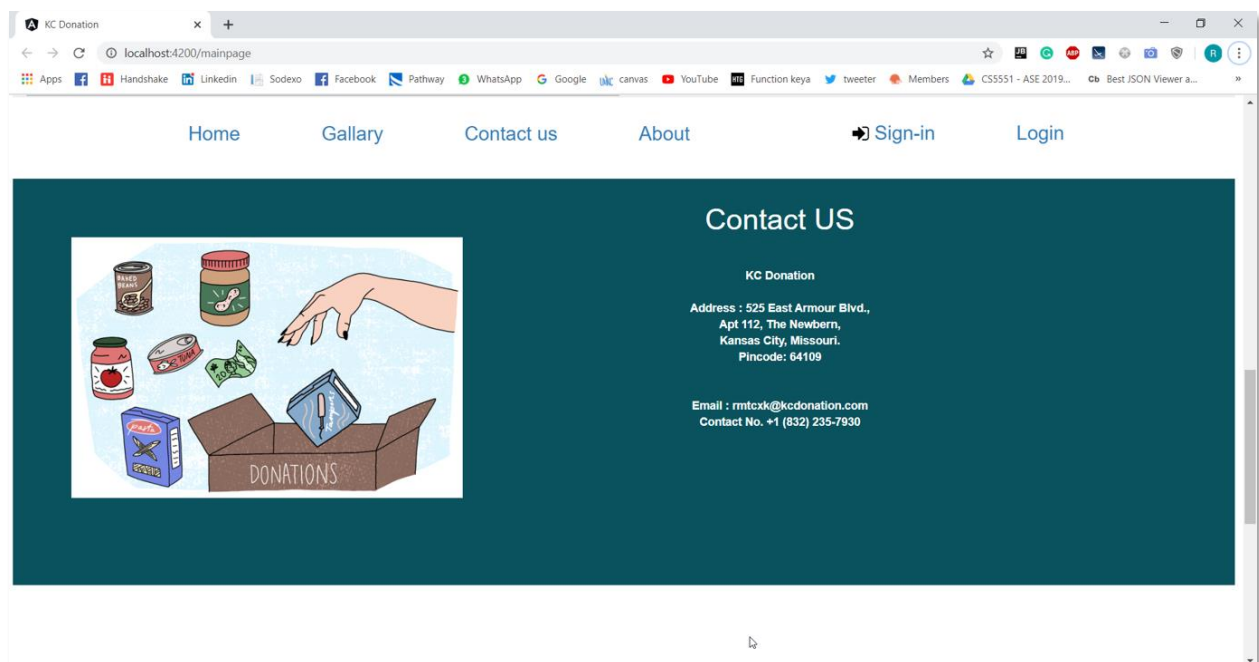 KC Donation
localhost:4200/mainpage
Apps Handshake Linkedin Sodexo Facebook Pathway WhatsApp Google canvas YouTube Function keya tweeter Members CS5551 - ASE 2019... Cb Best JSON Viewer a... »
Home Gallary Contact us About Sign-in Login
Contact US
KC Donation
Address : 525 East Armour Blvd.,
Apt 112, The Newbern,
Kansas City, Missouri.
Pincode: 64109
Email : rmtcxk@kcdonation.com
Contact No. +1 (832) 235-7930
BAKED
BEANS
TUNA
20
Tampons
pasta
DONATIONS